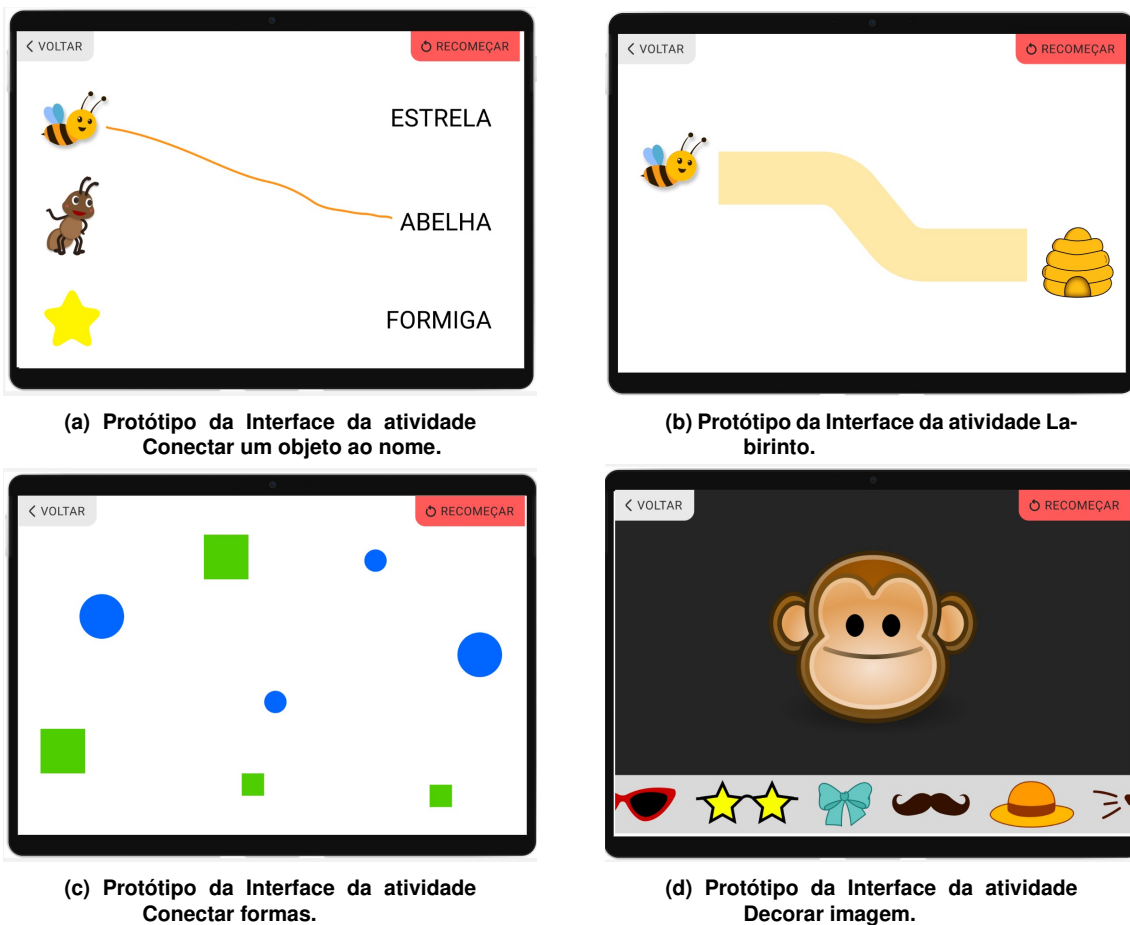 VOLTAR
RECOMEÇAR
ESTRELA
ABELHA
FORMIGA
(a) Protótipo da Interface da atividade
Conectar um objeto ao nome.
VOLTAR
RECOMEÇAR
(b) Protótipo da Interface da atividade La-
birinto.
VOLTAR
RECOMEÇAR
(c) Protótipo da Interface da atividade
Conectar formas.
VOLTAR
RECOMEÇAR
(d) Protótipo da Interface da atividade
Decorar imagem.